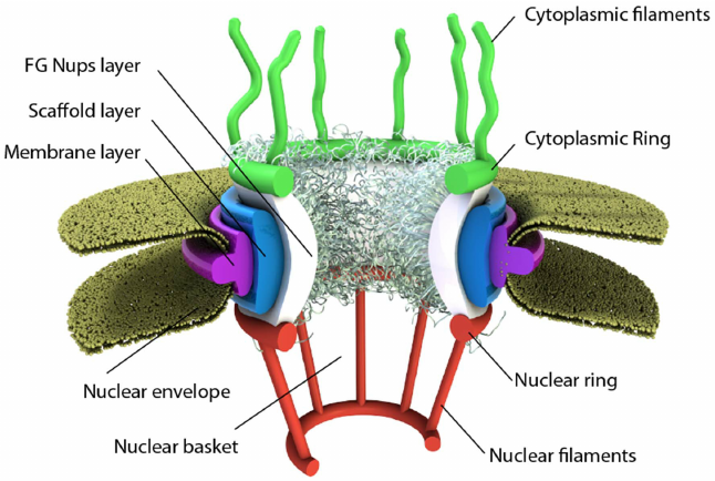 Cytoplasmic filaments
FG Nups layer
Scaffold layer
Membrane layer
Cytoplasmic Ring
Nuclear envelope
Nuclear basket
Nuclear ring
Nuclear filaments